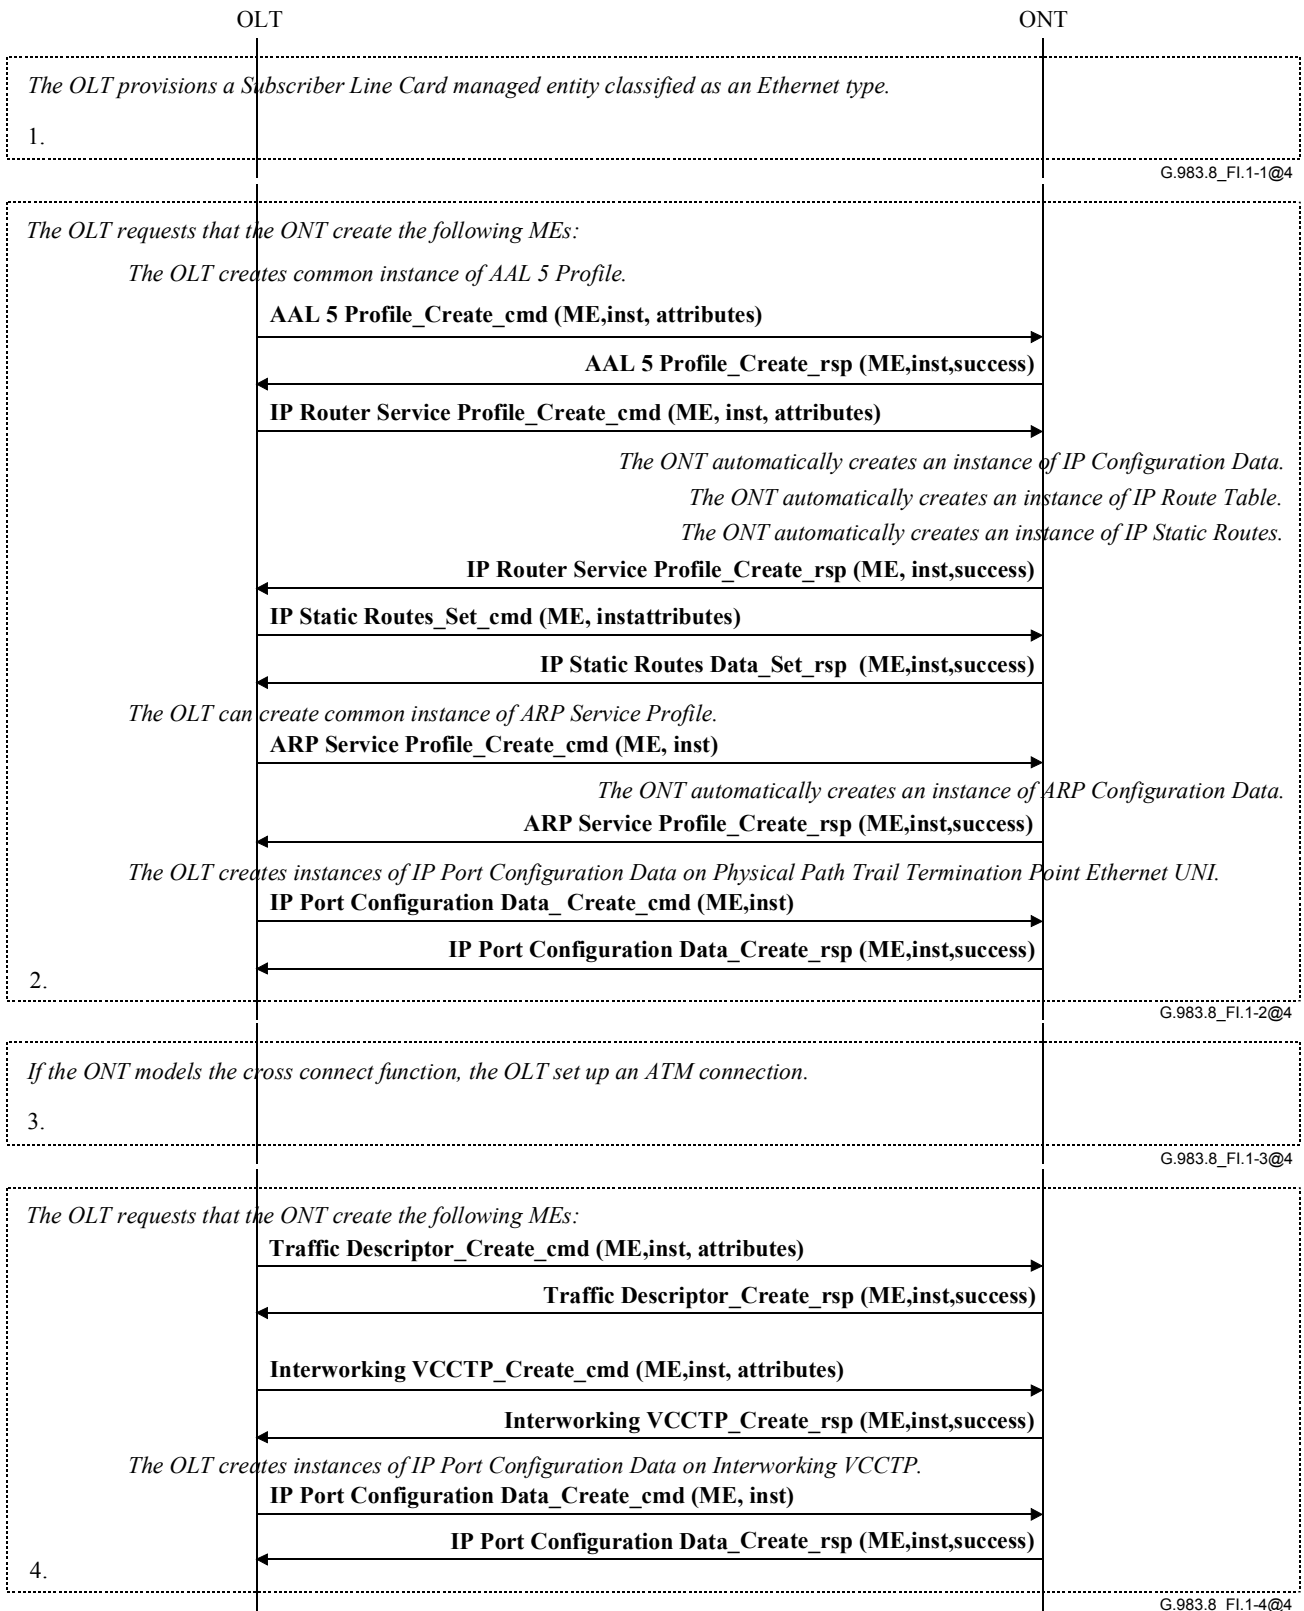 OLT ONT
The OLT provisions a Subscriber Line Card managed entity classified as an Ethernet type.
1.
G.983.8_FI.1-1@4
The OLT requests that the ONT create the following MEs:
The OLT creates common instance of AAL 5 Profile.
AAL 5 Profile_Create_cmd (ME,inst, attributes)
AAL 5 Profile_Create_rsp (ME,inst,success)
IP Router Service Profile_Create_cmd (ME, inst, attributes)
The ONT automatically creates an instance of IP Configuration Data.
The ONT automatically creates an instance of IP Route Table.
The ONT automatically creates an instance of IP Static Routes.
IP Router Service Profile_Create_rsp (ME, inst,success)
IP Static Routes_Set_cmd (ME, instattributes)
IP Static Routes Data_Set_rsp (ME,inst,success)
The OLT can create common instance of ARP Service Profile.
ARP Service Profile_Create_cmd (ME, inst)
The ONT automatically creates an instance of ARP Configuration Data.
ARP Service Profile_Create_rsp (ME,inst,success)
The OLT creates instances of IP Port Configuration Data on Physical Path Trail Termination Point Ethernet UNI.
IP Port Configuration Data_ Create_cmd (ME,inst)
IP Port Configuration Data_Create_rsp (ME,inst,success)
2.
G.983.8_FI.1-2@4
If the ONT models the cross connect function, the OLT set up an ATM connection.
3.
G.983.8_FI.1-3@4
The OLT requests that the ONT create the following MEs:
Traffic Descriptor_Create_cmd (ME,inst, attributes)
Traffic Descriptor_Create_rsp (ME,inst,success)
Interworking VCCTP_Create_cmd (ME,inst, attributes)
Interworking VCCTP_Create_rsp (ME,inst,success)
The OLT creates instances of IP Port Configuration Data on Interworking VCCTP.
IP Port Configuration Data_Create_cmd (ME, inst)
IP Port Configuration Data_Create_rsp (ME,inst,success)
4.
G.983.8_FI.1-4@4